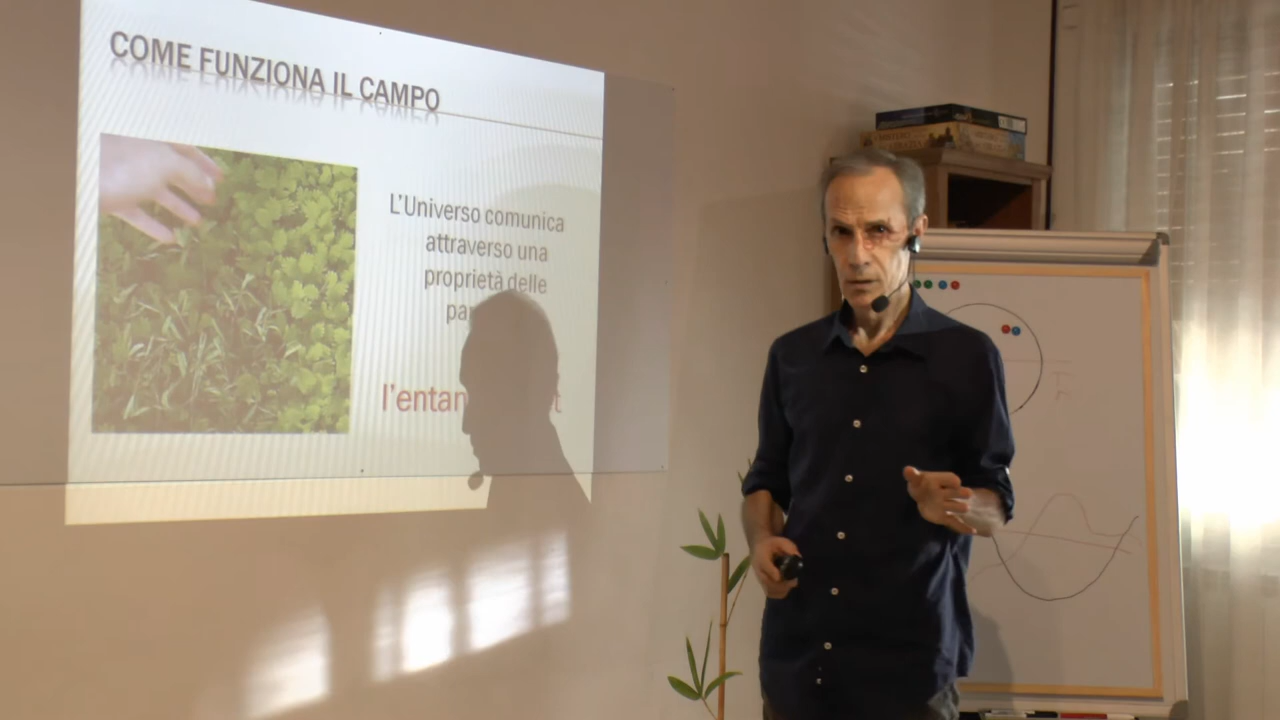 COME FUNZIONA IL CAMPO
L'Universo comunica
attraverso una
proprietà delle